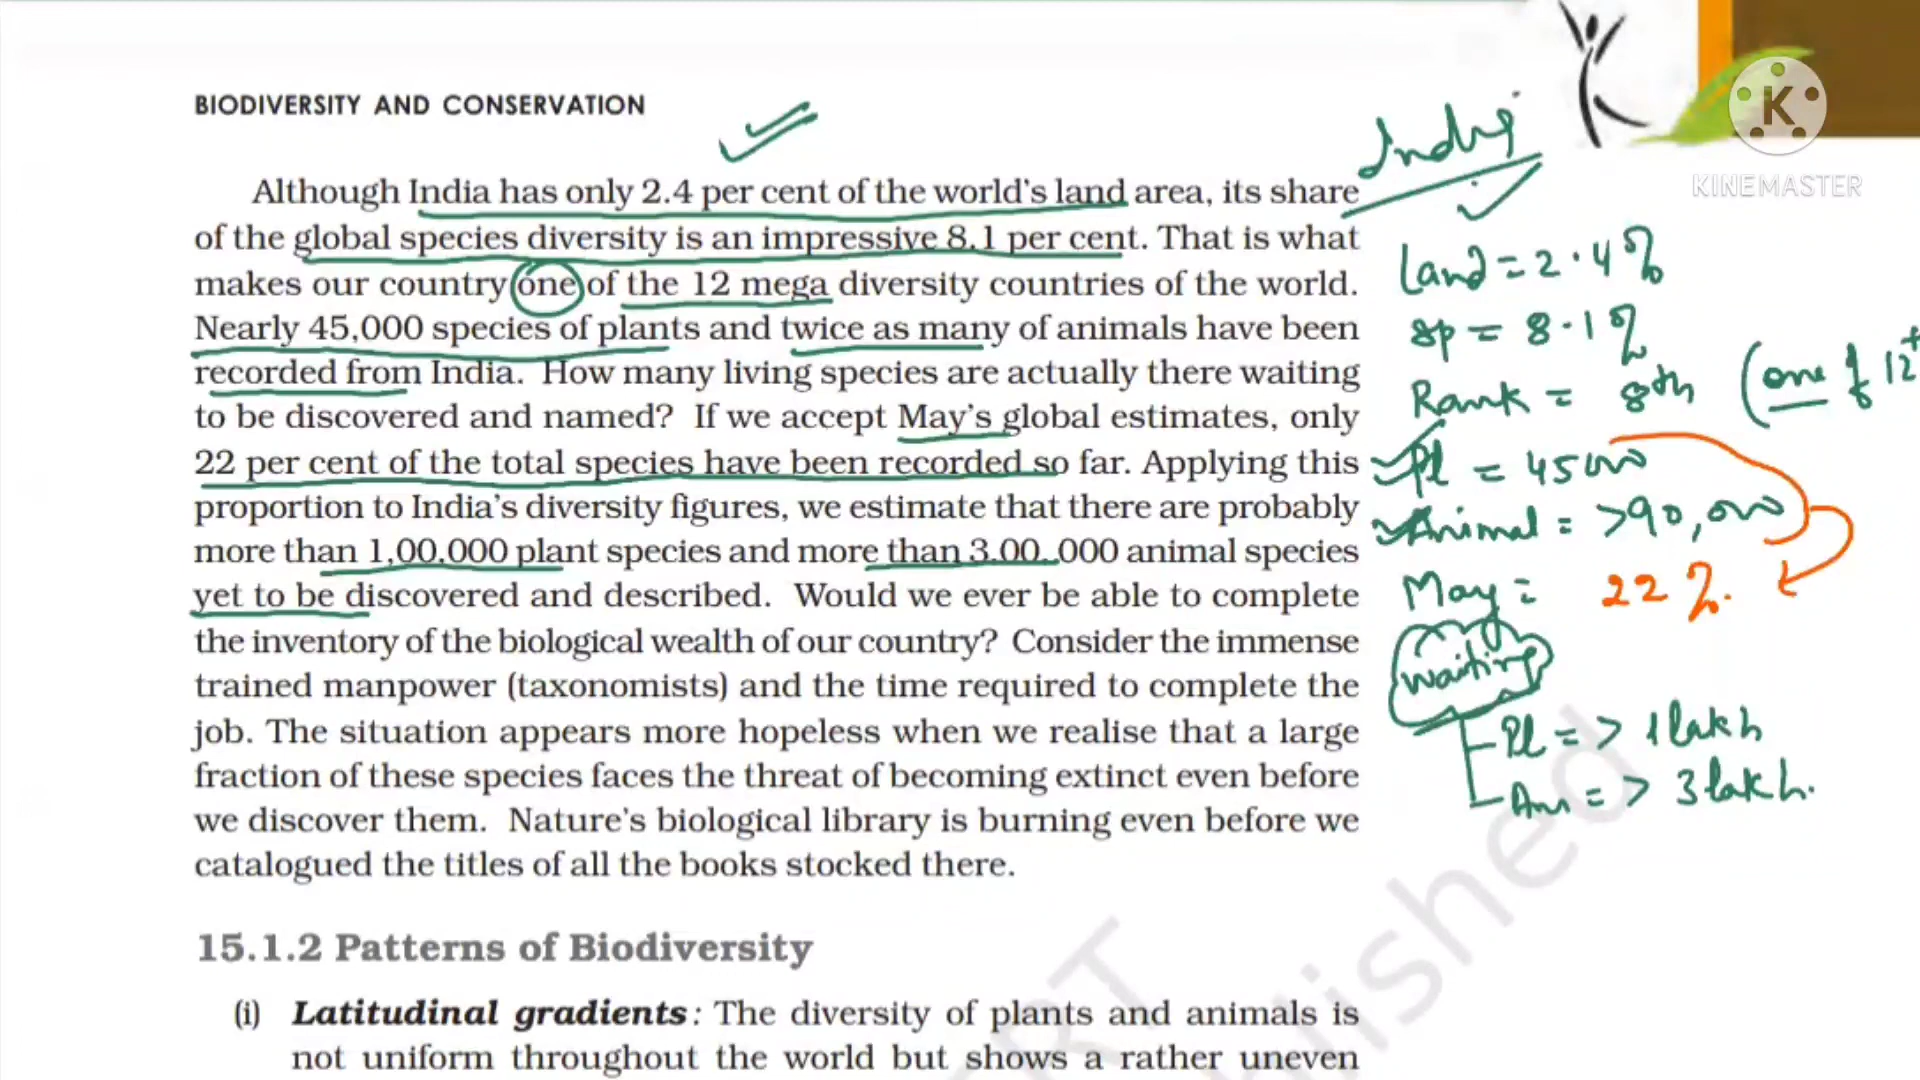 BIODIVERSITY AND CONSERVATION
K
KINEMASTER
India
Although India has only 2.4 per cent of the world's land area, its share
of the global species diversity is an impressive 8.1 per cent. That is what
makes our country one of the 12 mega diversity countries of the world.
Nearly 45,000 species of plants and twice as many of animals have been
recorded from India. How many living species are actually there waiting
to be discovered and named? If we accept May's global estimates, only
22 per cent of the total species have been recorded so far. Applying this
proportion to India's diversity figures, we estimate that there are probably
more than 1,00,000 plant species and more than 3,00,000 animal species
yet to be discovered and described. Would we ever be able to complete
the inventory of the biological wealth of our country? Consider the immense
trained manpower (taxonomists) and the time required to complete the
job. The situation appears more hopeless when we realise that a large
fraction of these species faces the threat of becoming extinct even before
we discover them. Nature's biological library is burning even before we
catalogued the titles of all the books stocked there.
Land = 2.4%
sp = 8.1%
Rank = 8th (one of 12
Pl = 45000
Animal = >90,000
May = 22%.
waiting
Pl = > 1 lakh
Ani = > 3 lakh.
15.1.2 Patterns of Biodiversity
(i) Latitudinal gradients: The diversity of plants and animals is
not uniform throughout the world but shows a rather uneven